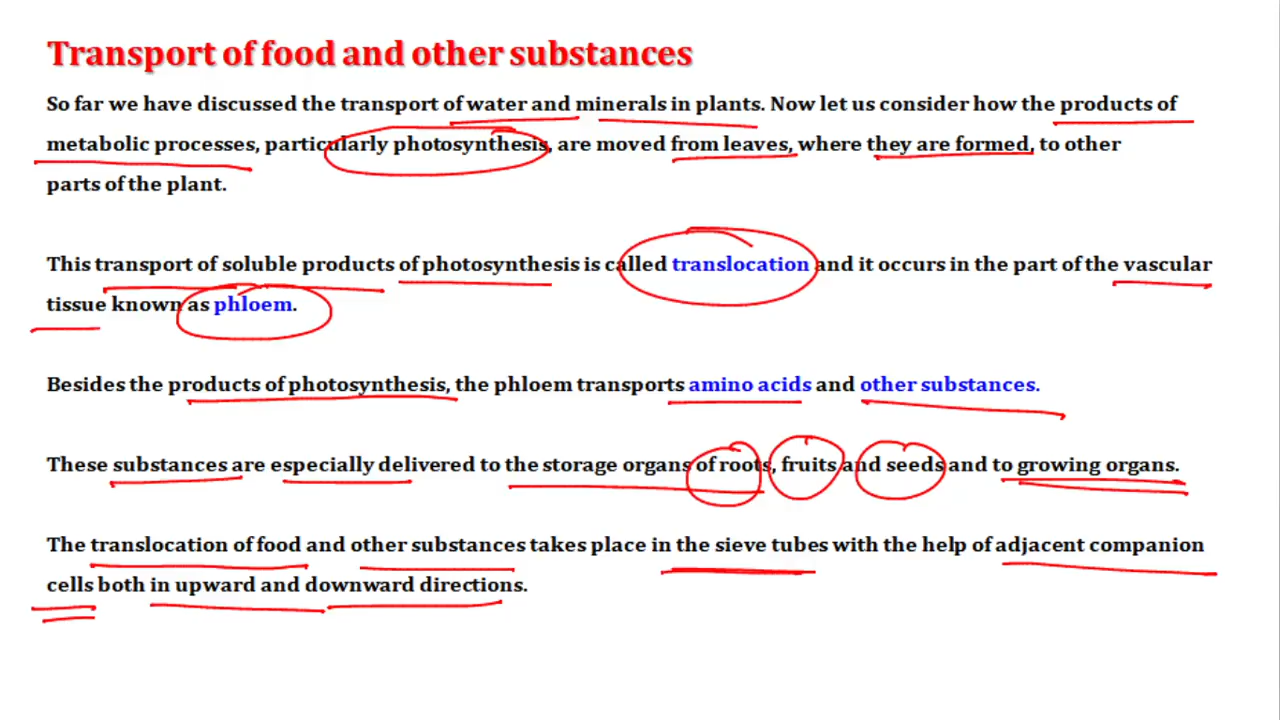 Transport of food and other substances
So far we have discussed the transport of water and minerals in plants. Now let us consider how the products of
metabolic processes, particularly photosynthesis, are moved from leaves, where they are formed, to other
parts of the plant.
This transport of soluble products of photosynthesis is called translocation and it occurs in the part of the vascular
tissue known as phloem.
Besides the products of photosynthesis, the phloem transports amino acids and other substances.
These substances are especially delivered to the storage organs of roots, fruits and seeds and to growing organs.
The translocation of food and other substances takes place in the sieve tubes with the help of adjacent companion
cells both in upward and downward directions.